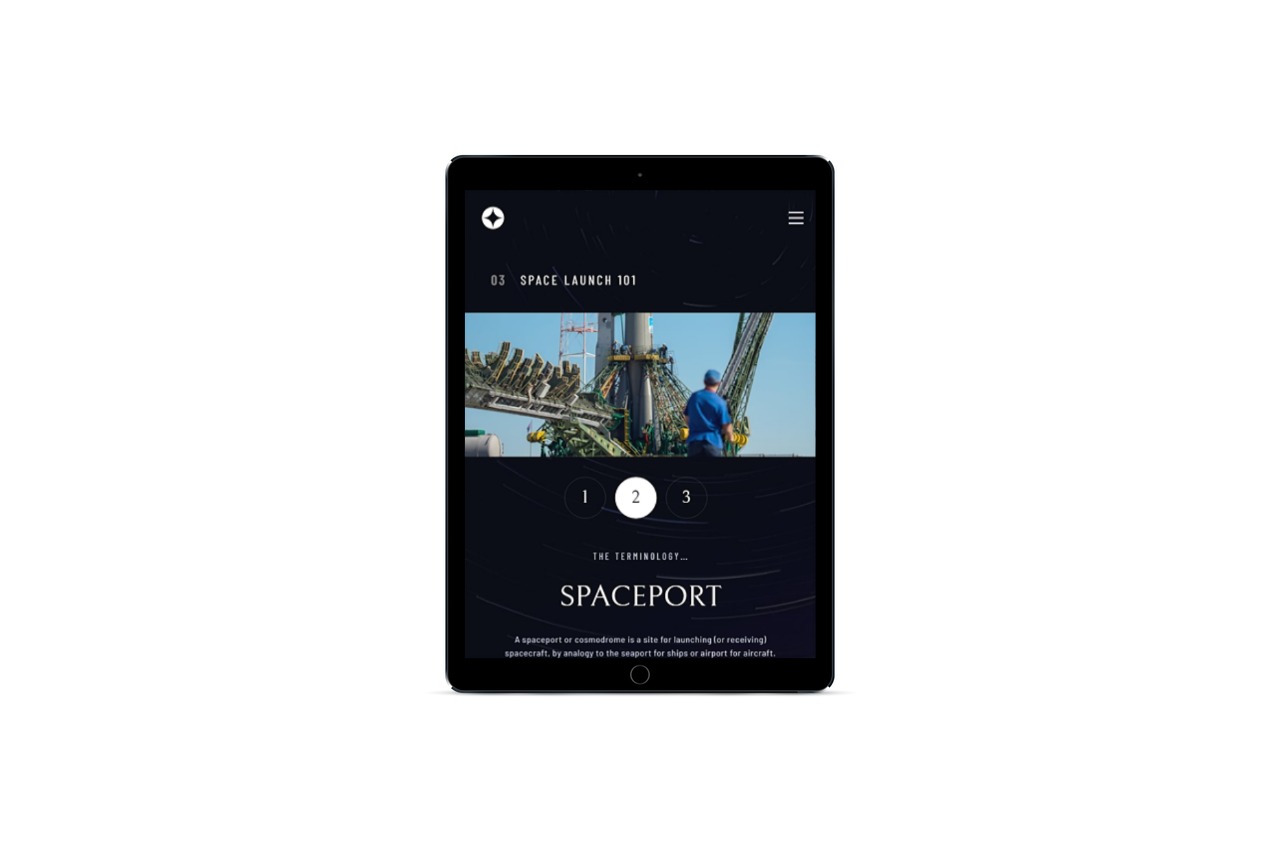 03 SPACE LAUNCH 101
1 2 3
THE TERMINOLOGY...
SPACEPORT
A spaceport or cosmodrome is a site for launching (or receiving)
spacecraft, by analogy to the seaport for ships or airport for aircraft.